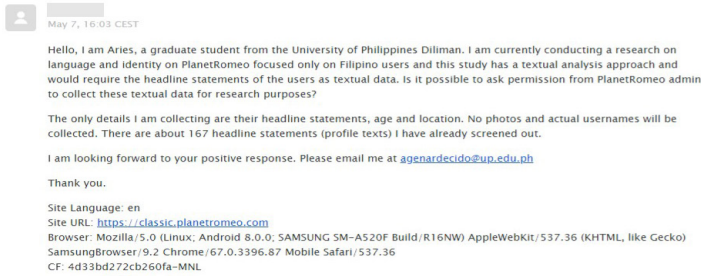 May 7, 16:03 CEST
Hello, I am Aries, a graduate student from the University of Philippines Diliman. I am currently conducting a research on
language and identity on PlanetRomeo focused only on Filipino users and this study has a textual analysis approach and
would require the headline statements of the users as textual data. Is it possible to ask permission from PlanetRomeo admin
to collect these textual data for research purposes?
The only details I am collecting are their headline statements, age and location. No photos and actual usernames will be
collected. There are about 167 headline statements (profile texts) I have already screened out.
I am looking forward to your positive response. Please email me at agenardecido@up.edu.ph
Thank you.
Site Language: en
Site URL: https://classic.planetromeo.com
Browser: Mozilla/5.0 (Linux; Android 8.0.0; SAMSUNG SM-A520F Build/R16NW) AppleWebKit/537.36 (KHTML, like Gecko)
SamsungBrowser/9.2 Chrome/67.0.3396.87 Mobile Safari/537.36
CF: 4d33bd272cb260fa-MNL